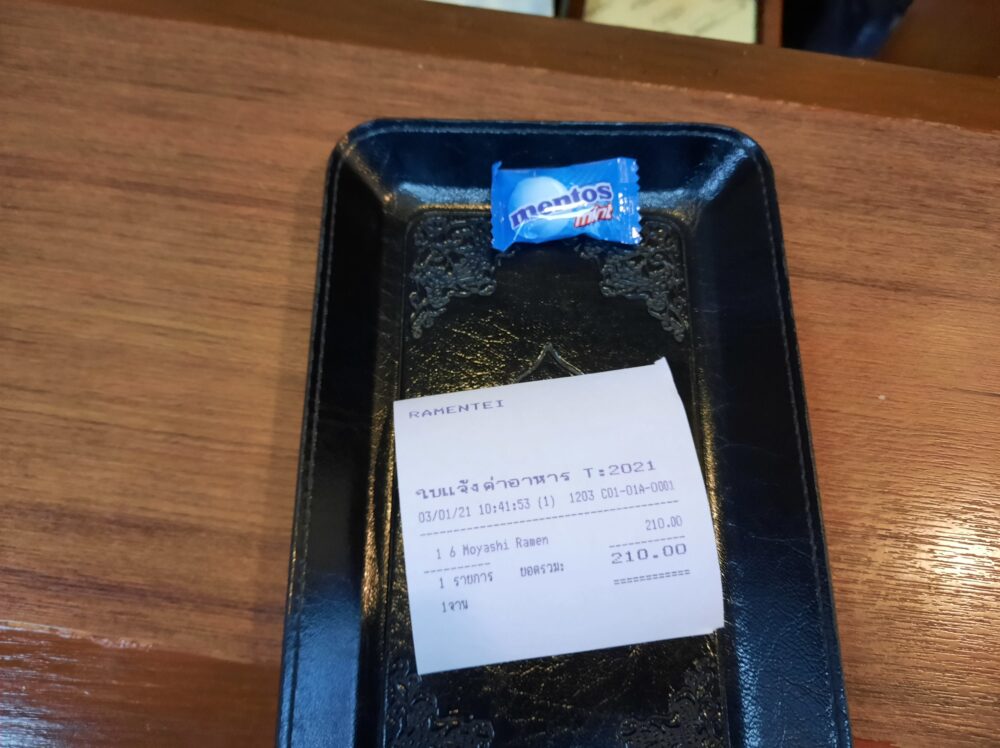 mentos
mint
RAMENTEI
ใบแจ้งค่าอาหาร T:2021
03/01/21 10:41:53 (1) 1203 C01-01A-0001
210.00
1 6 Moyashi Ramen
210.00
1 รายการ ยอดรวม:
1จาน